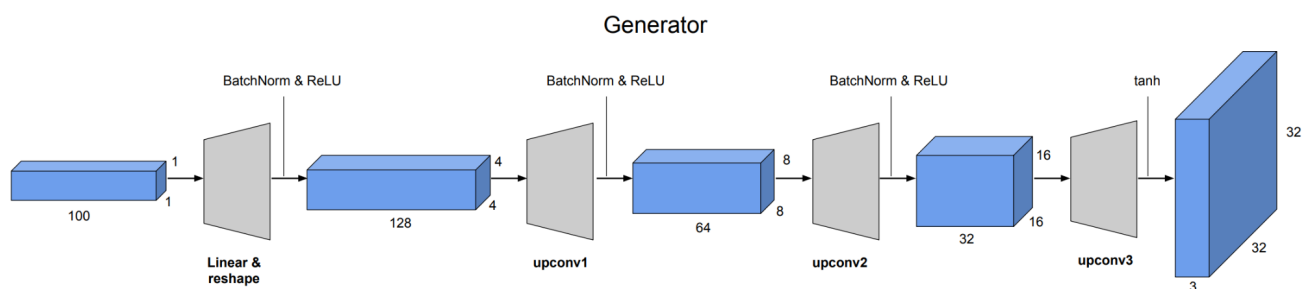 Generator
BatchNorm & ReLU
BatchNorm & ReLU
BatchNorm & ReLU
tanh
1
1
100
4
4
128
8
8
64
16
16
32
32
32
3
Linear &
reshape
upconv1
upconv2
upconv3